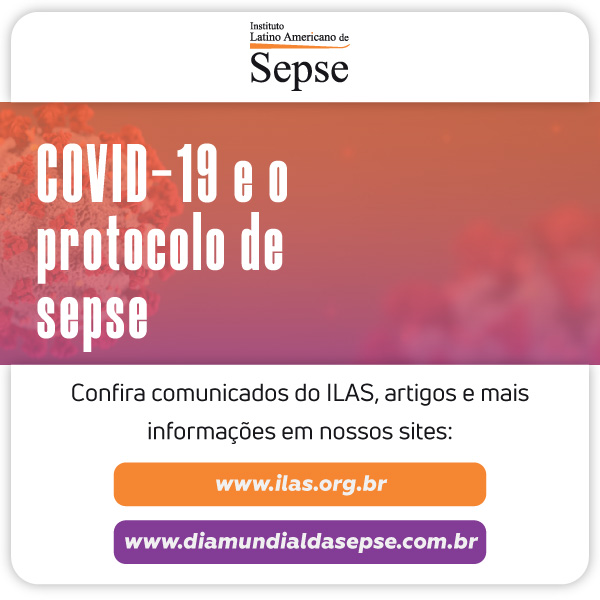 Instituto
Latino Americano de
Sepse
COVID-19 e o
protocolo de
sepse
Confira comunicados do ILAS, artigos e mais
informações em nossos sites:
www.ilas.org.br
www.diamundialdasepse.com.br